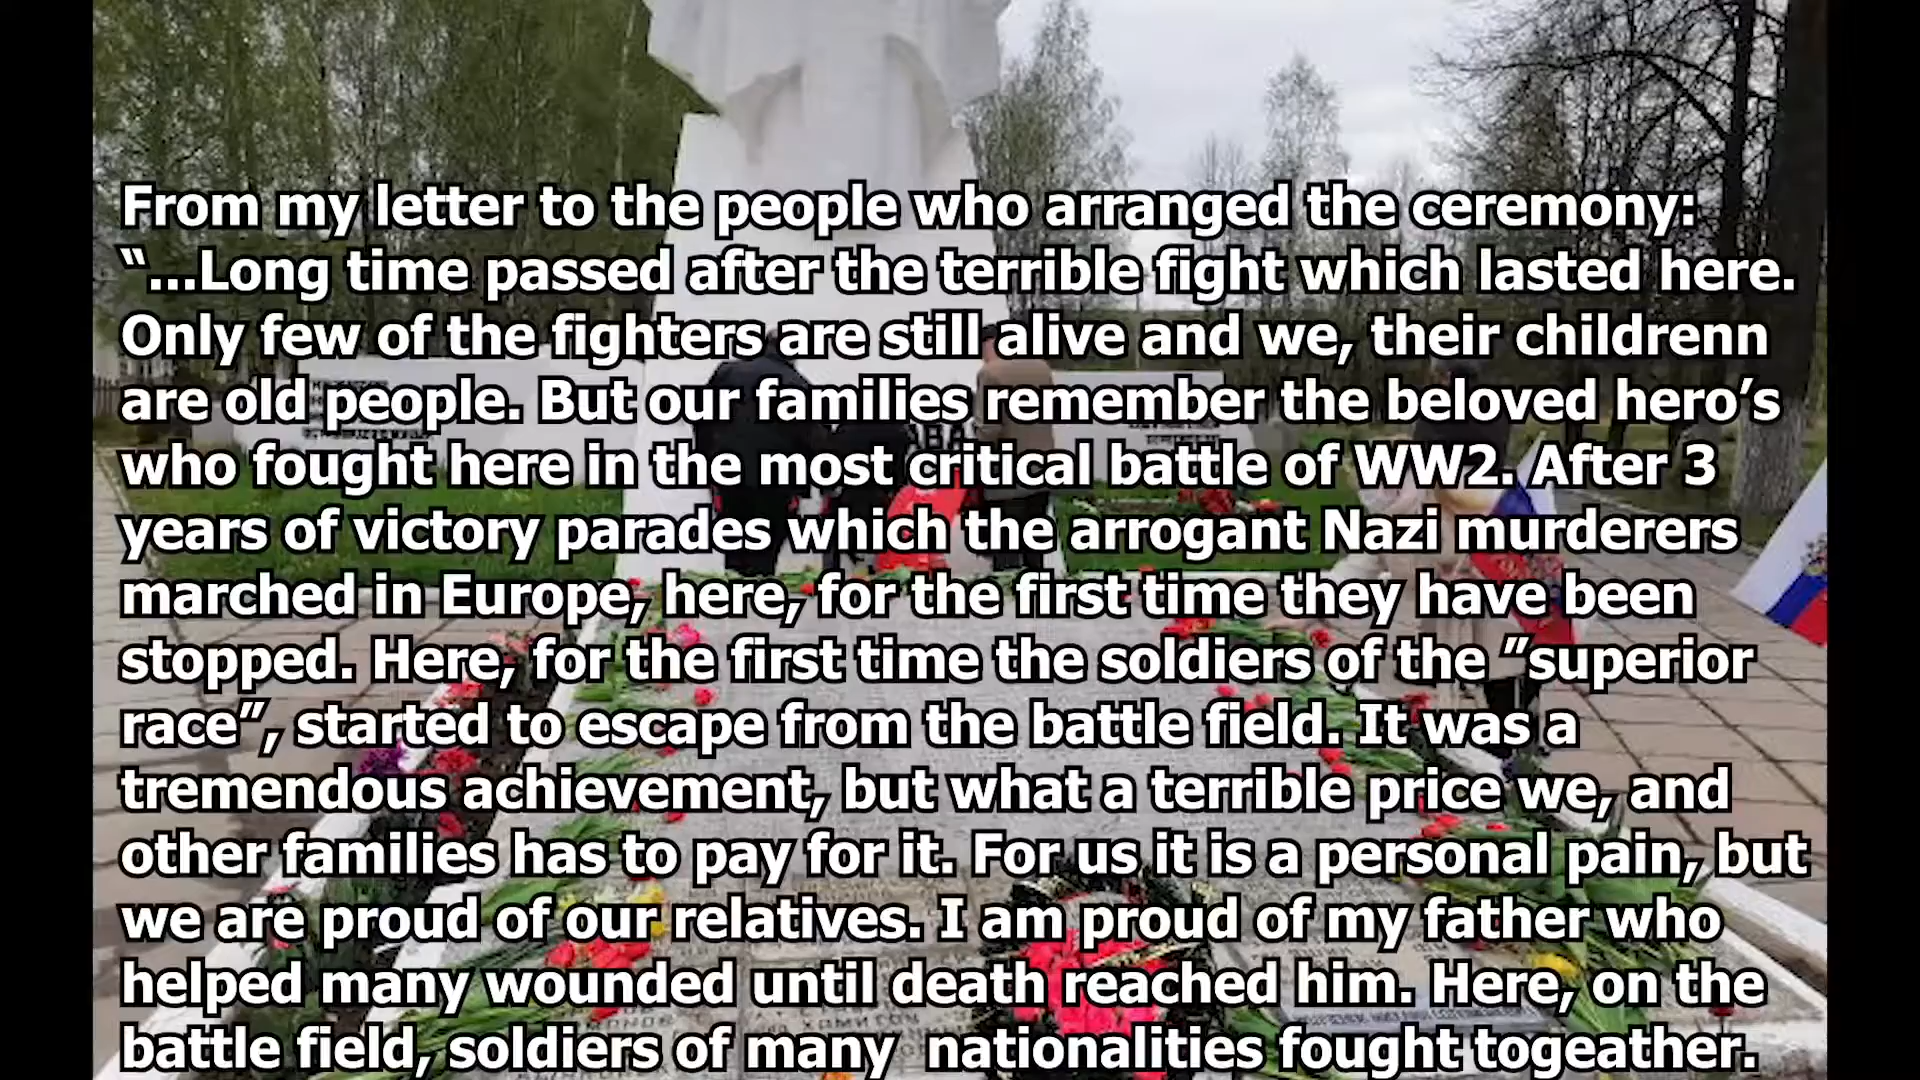 From my letter to the people who arranged the ceremony:
“...Long time passed after the terrible fight which lasted here.
Only few of the fighters are still alive and we, their childrenn
are old people. But our families remember the beloved hero’s
who fought here in the most critical battle of WW2. After 3
years of victory parades which the arrogant Nazi murderers
marched in Europe, here, for the first time they have been
stopped. Here, for the first time the soldiers of the ”superior
race”, started to escape from the battle field. It was a
tremendous achievement, but what a terrible price we, and
other families has to pay for it. For us it is a personal pain, but
we are proud of our relatives. I am proud of my father who
helped many wounded until death reached him. Here, on the
battle field, soldiers of many  nationalities fought togeather.